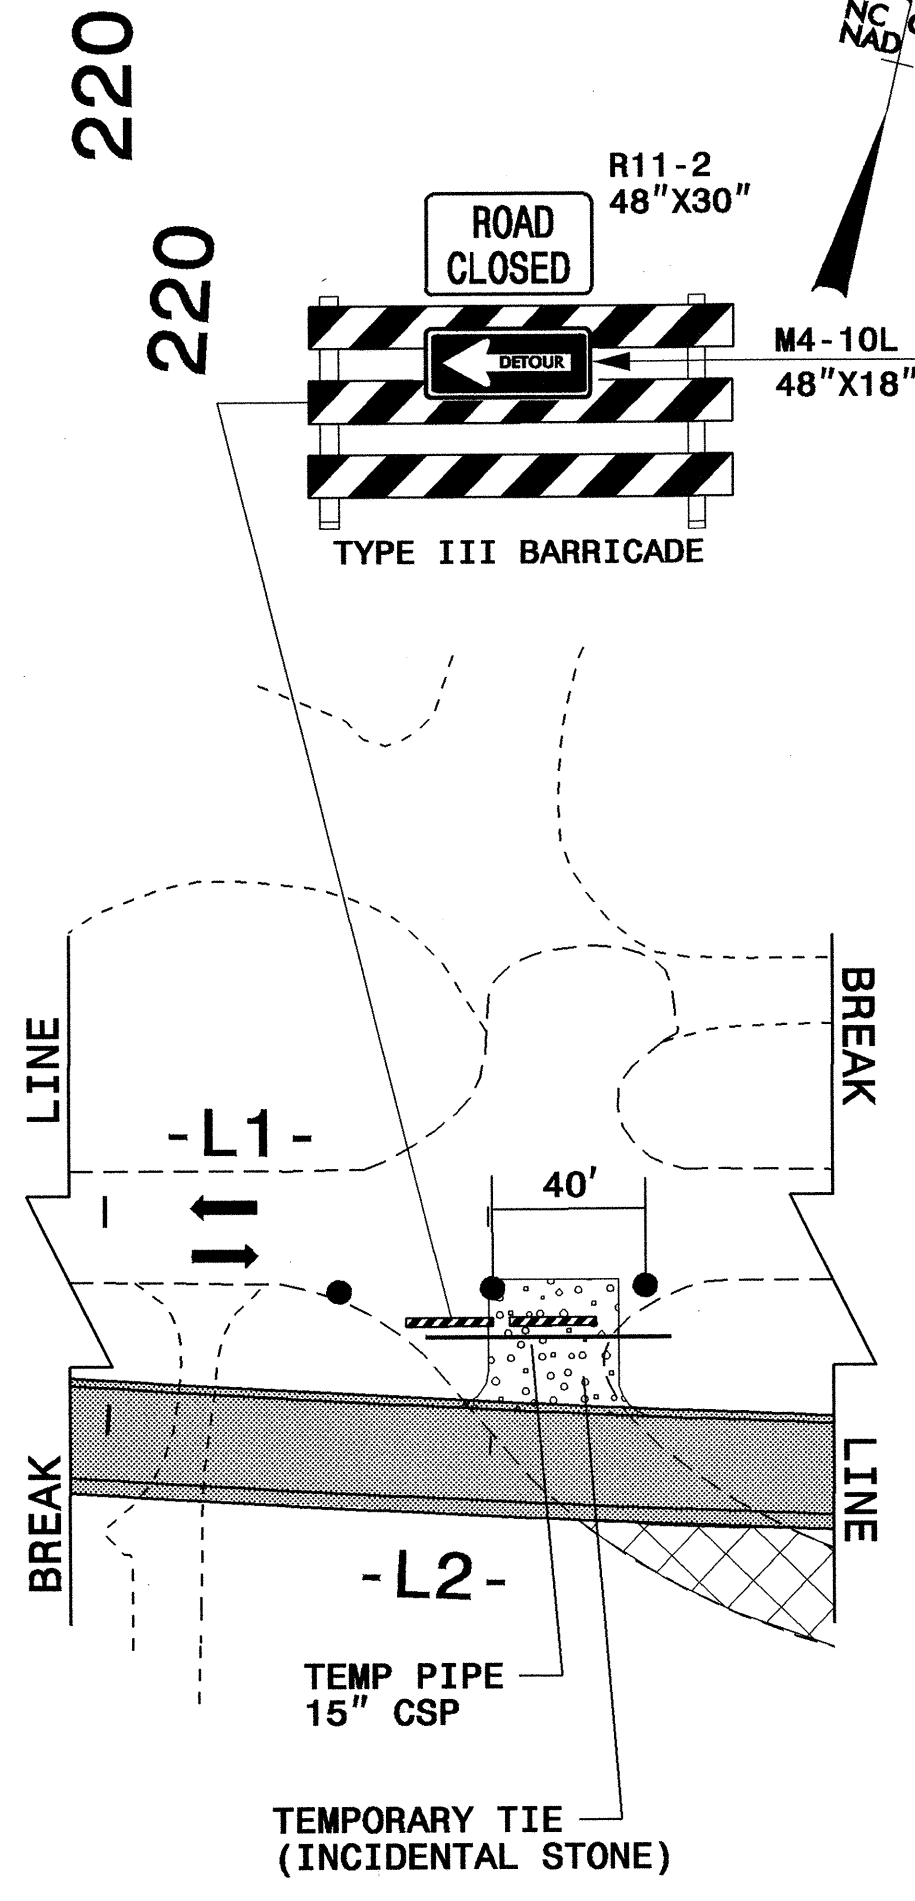 NC
NAD
220
220
R11-2
48"X30"
ROAD
CLOSED
M4-10L
48"X18"
DETOUR
TYPE III BARRICADE
LINE
BREAK
-L1-
40'
BREAK
LINE
-L2-
TEMP PIPE
15" CSP
TEMPORARY TIE
(INCIDENTAL STONE)